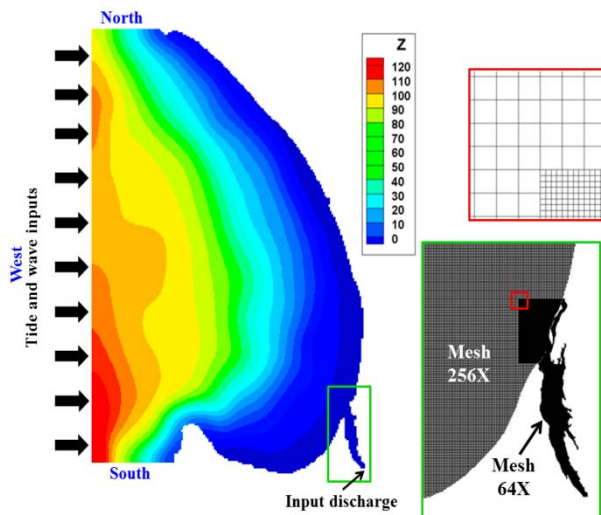 North
Z
120
110
100
90
80
70
60
50
40
30
20
10
0
West
Tide and wave inputs
South
Input discharge
Mesh
256X
Mesh
64X